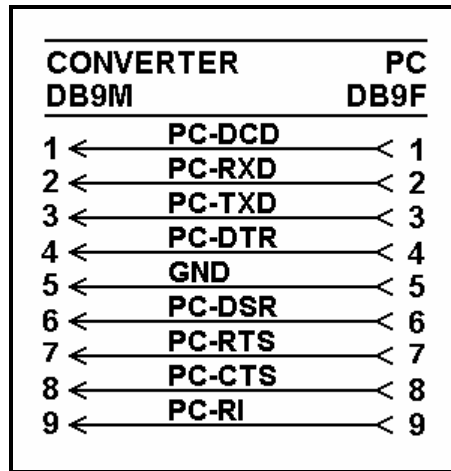 CONVERTER PC
DB9M DB9F
1 PC-DCD 1
2 PC-RXD 2
3 PC-TXD 3
4 PC-DTR 4
5 GND 5
6 PC-DSR 6
7 PC-RTS 7
8 PC-CTS 8
9 PC-RI 9